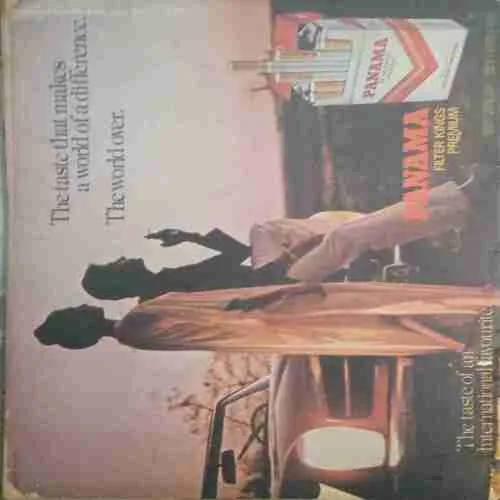 The taste that makes
a world of a difference.
The world over.
PANAMA
PANAMA
FILTER KINGS
PREMIUM
"The taste of an
International favourite